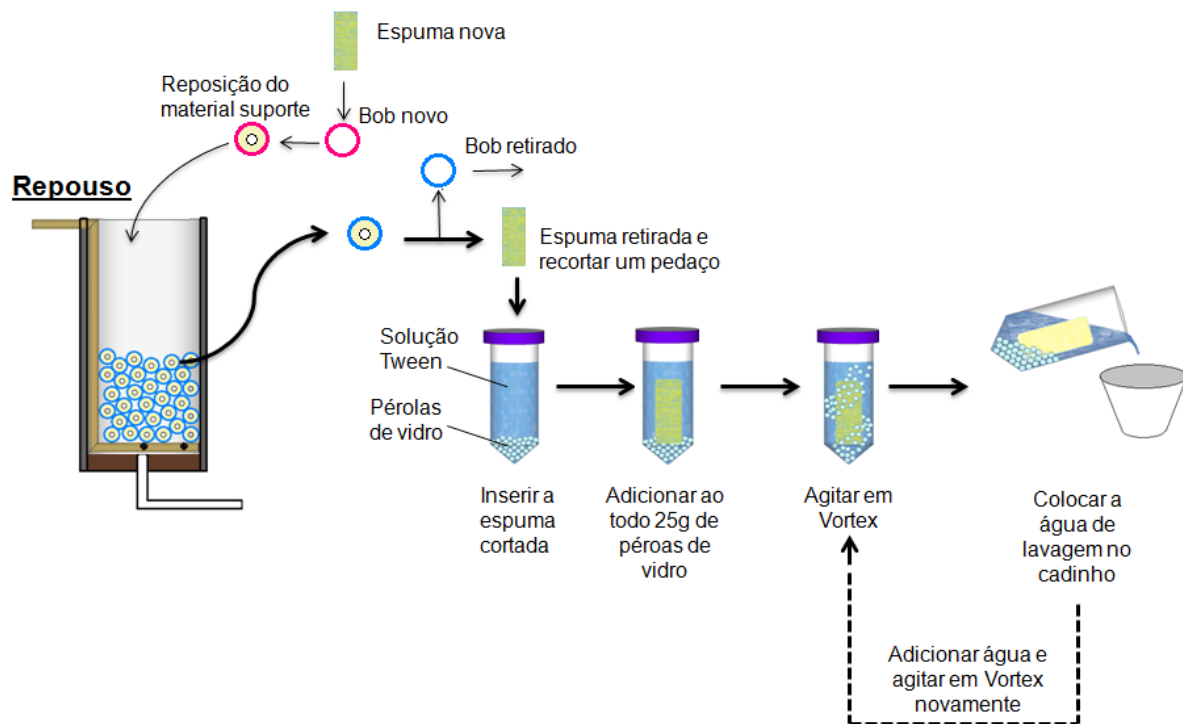 Espuma nova
Reposição do
material suporte
Bob novo
Bob retirado
Repouso
Espuma retirada e
recortar um pedaço
Solução
Tween
Pérolas
de vidro
Inserir a
espuma
cortada
Adicionar ao
todo 25g de
péroas de
vidro
Agitar em
Vortex
Colocar a
água de
lavagem no
cadinho
Adicionar água e
agitar em Vortex
novamente